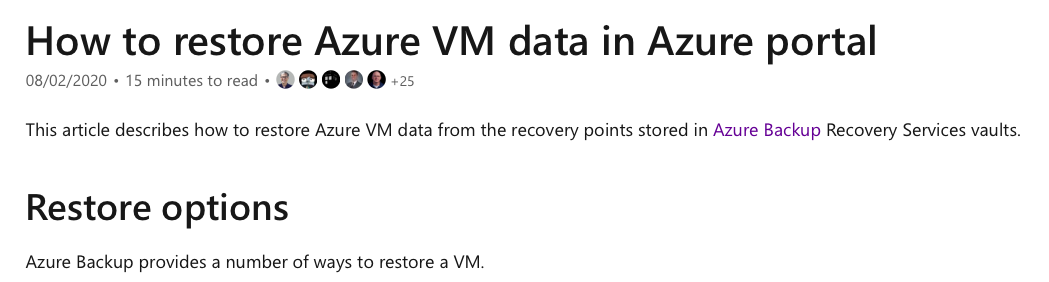 How to restore Azure VM data in Azure portal
08/02/2020 • 15 minutes to read • +25
This article describes how to restore Azure VM data from the recovery points stored in Azure Backup Recovery Services vaults.
Restore options
Azure Backup provides a number of ways to restore a VM.